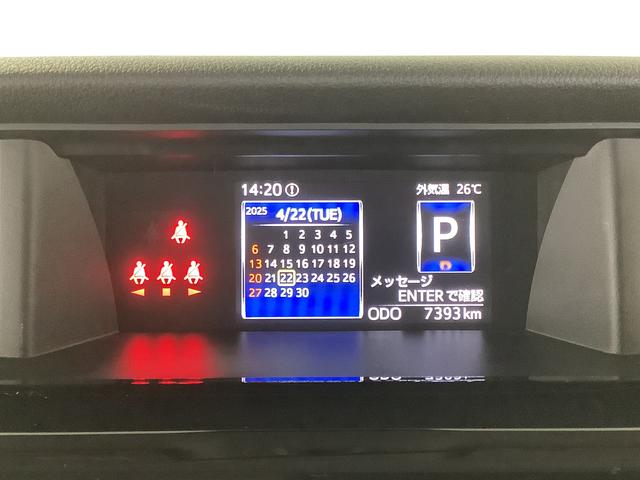 14:20
外気温 26℃
2025 4/22(TUE)
1 2 3 4 5
6 7 8 9 10 11 12
13 14 15 16 17 18 19
20 21 22 23 24 25 26
27 28 29 30
P
D
メッセージ
ENTERで確認
ODO 7393 km